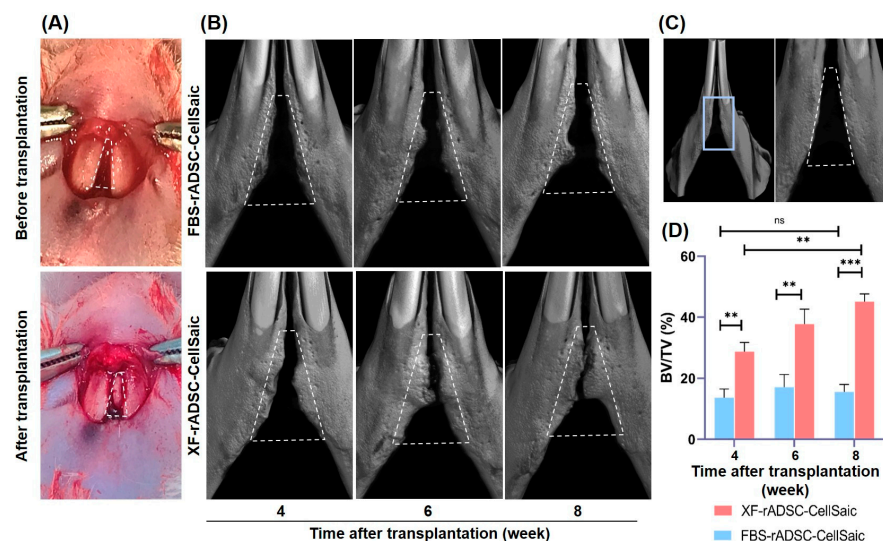 (A)
Before transplantation
After transplantation
(B)
FBS-rADSC-CellSaic
XF-rADSC-CellSaic
4 6 8
Time after transplantation (week)
(C)
(D)
ns
**
**
**
***
BV/TV (%)
60
40
20
0
4 6 8
Time after transplantation
(week)
XF-rADSC-CellSaic
FBS-rADSC-CellSaic